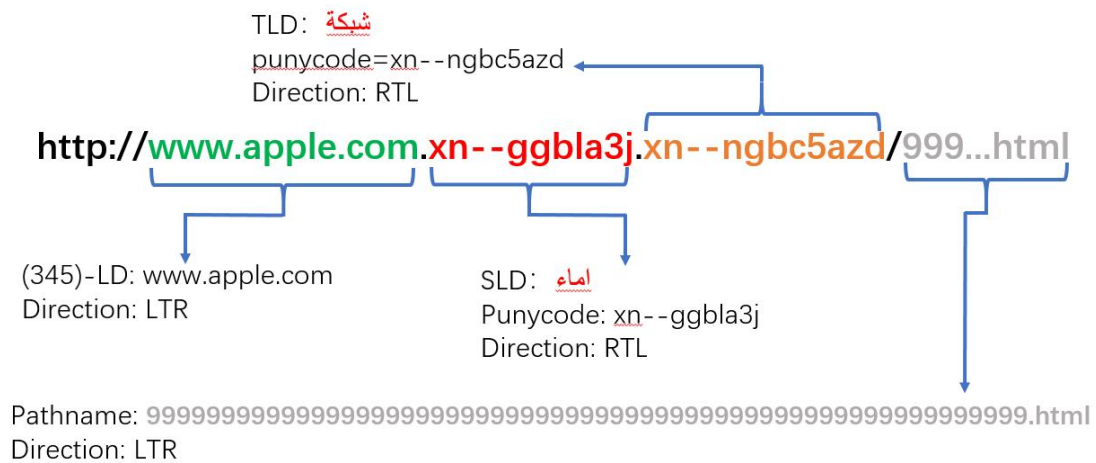 TLD: شبكة
punycode=xn--ngbc5azd
Direction: RTL
http://www.apple.com.xn--ggbla3j.xn--ngbc5azd/999...html
(345)-LD: www.apple.com
Direction: LTR
SLD: اماء
Punycode: xn--ggbla3j
Direction: RTL
Pathname: 99999999999999999999999999999999999999999999999999999999999.html
Direction: LTR